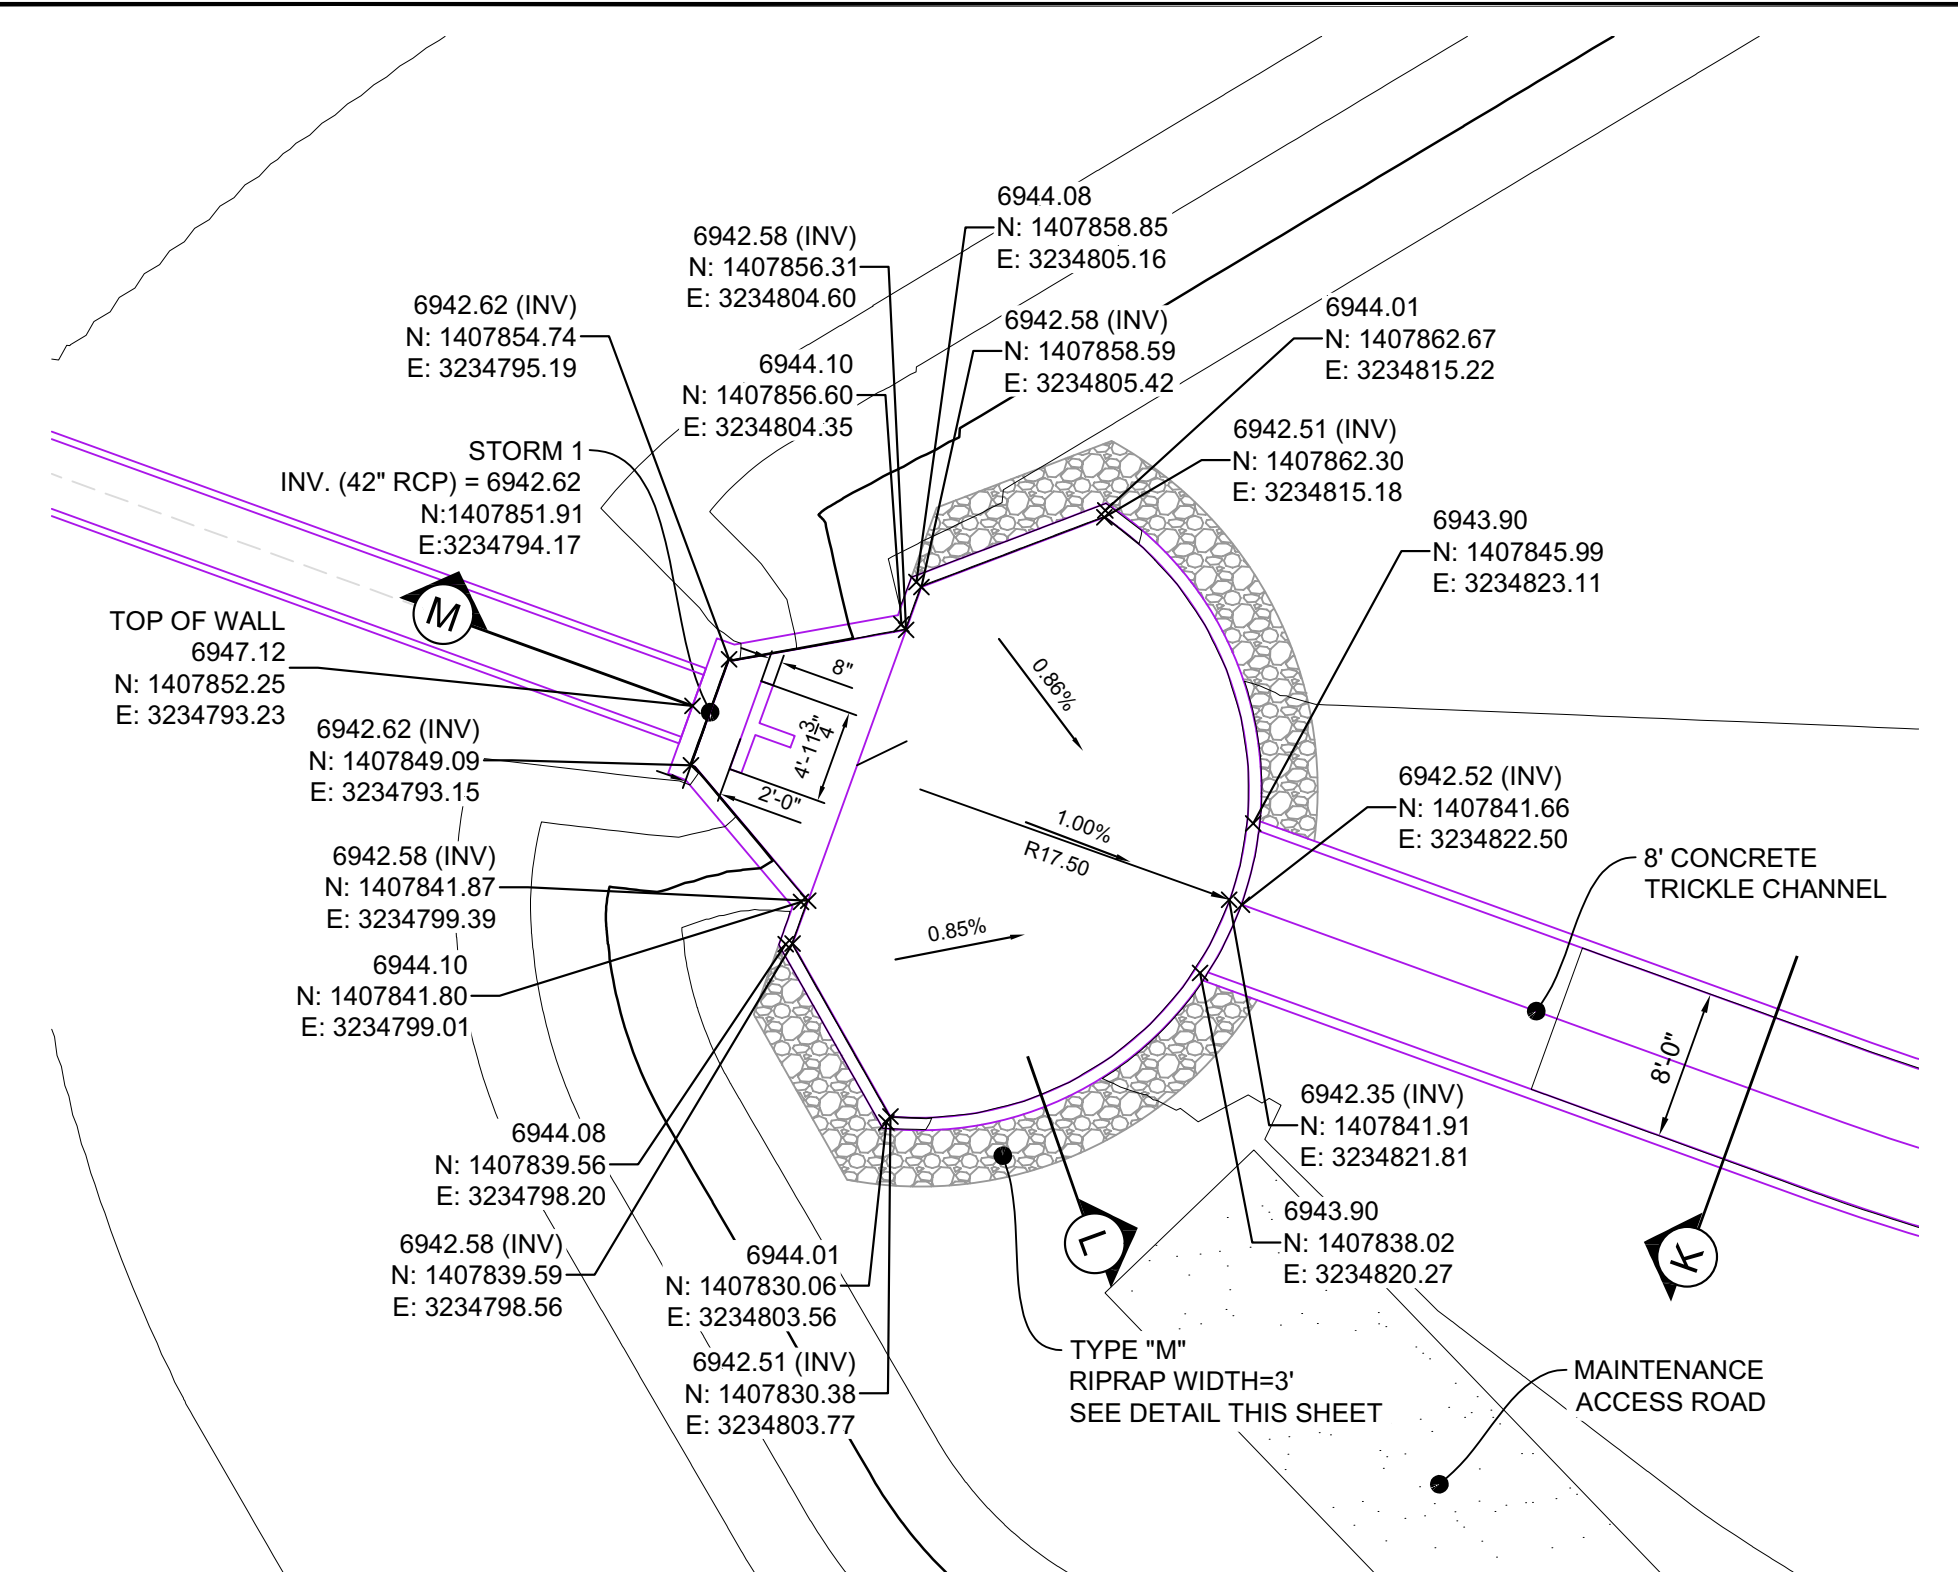 6944.08
N: 1407858.85
E: 3234805.16
6942.58 (INV)
N: 1407856.31
E: 3234804.60
6942.62 (INV)
N: 1407854.74
E: 3234795.19
6942.58 (INV)
N: 1407858.59
E: 3234805.42
6944.01
N: 1407862.67
E: 3234815.22
6944.10
N: 1407856.60
E: 3234804.35
STORM 1
INV. (42" RCP) = 6942.62
N:1407851.91
E:3234794.17
6942.51 (INV)
N: 1407862.30
E: 3234815.18
6943.90
N: 1407845.99
E: 3234823.11
M
TOP OF WALL
6947.12
N: 1407852.25
E: 3234793.23
8"
0.86%
4'-11 3/4"
2'-0"
6942.62 (INV)
N: 1407849.09
E: 3234793.15
1.00%
R17.50
6942.52 (INV)
N: 1407841.66
E: 3234822.50
6942.58 (INV)
N: 1407841.87
E: 3234799.39
8' CONCRETE
TRICKLE CHANNEL
0.85%
6944.10
N: 1407841.80
E: 3234799.01
8'-0"
6944.08
N: 1407839.56
E: 3234798.20
6942.35 (INV)
N: 1407841.91
E: 3234821.81
6942.58 (INV)
N: 1407839.59
E: 3234798.56
6944.01
N: 1407830.06
E: 3234803.56
L
6943.90
N: 1407838.02
E: 3234820.27
K
6942.51 (INV)
N: 1407830.38
E: 3234803.77
TYPE "M"
RIPRAP WIDTH=3'
SEE DETAIL THIS SHEET
MAINTENANCE
ACCESS ROAD